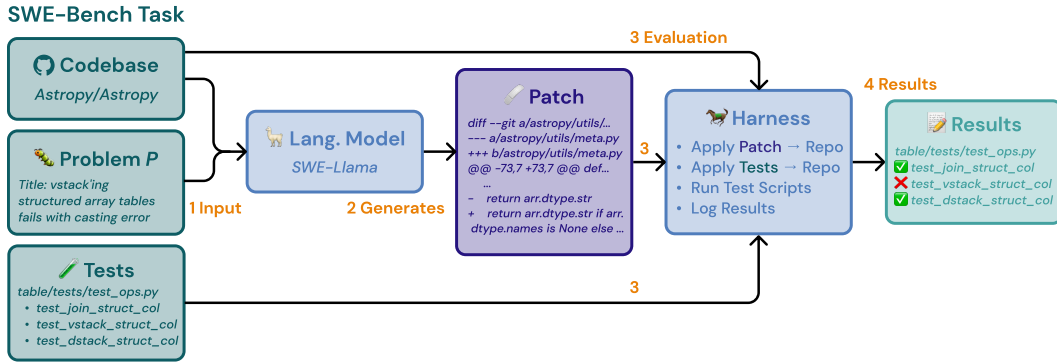 SWE-Bench Task
Codebase
Astropy/Astropy
Problem P
Title: vstack'ing
structured array tables
fails with casting error
Tests
table/tests/test_ops.py
• test_join_struct_col
• test_vstack_struct_col
• test_dstack_struct_col
1 Input
Lang. Model
SWE-Llama
2 Generates
Patch
diff --git a/astropy/utils/...
--- a/astropy/utils/meta.py
+++ b/astropy/utils/meta.py
@@ -73,7 +73,7 @@ def...
...
- return arr.dtype.str
+ return arr.dtype.str if arr.
dtype.names is None else ...
3 Evaluation
3
3
Harness
• Apply Patch → Repo
• Apply Tests → Repo
• Run Test Scripts
• Log Results
4 Results
Results
table/tests/test_ops.py
✅ test_join_struct_col
❌ test_vstack_struct_col
✅ test_dstack_struct_col